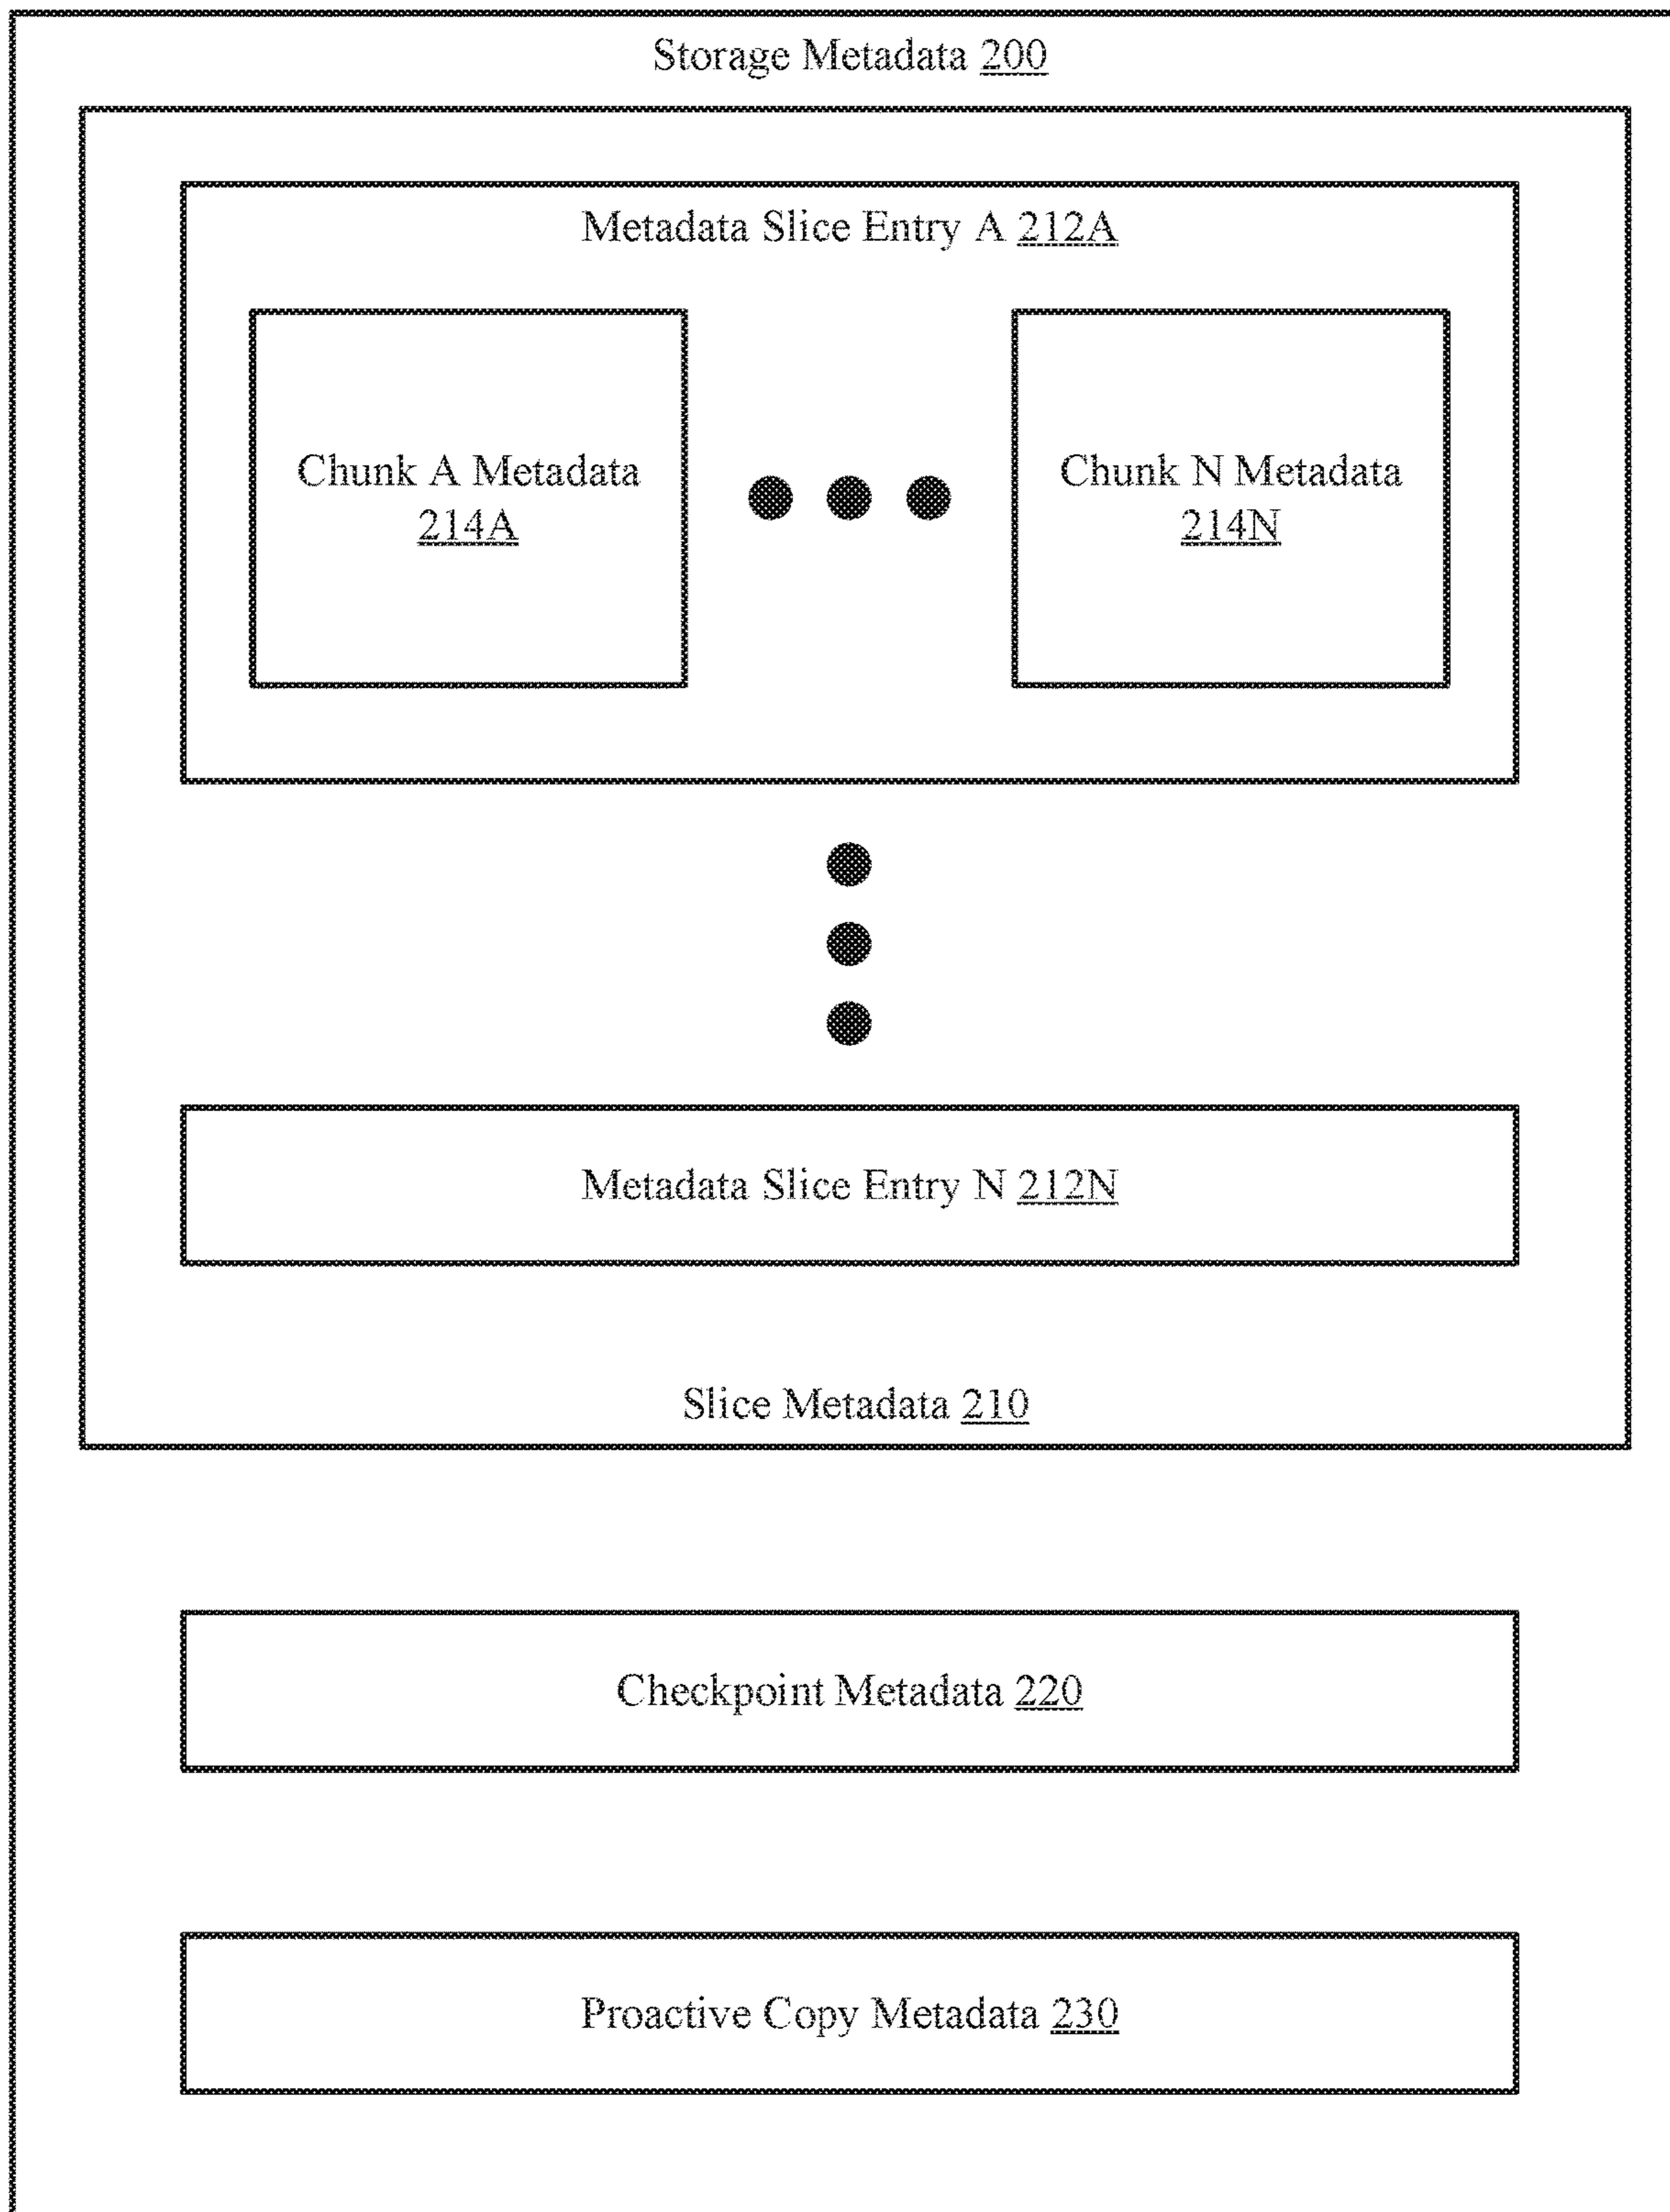 Storage Metadata 200
Metadata Slice Entry A 212A
Chunk A Metadata
214A
Chunk N Metadata
214N
Metadata Slice Entry N 212N
Slice Metadata 210
Checkpoint Metadata 220
Proactive Copy Metadata 230